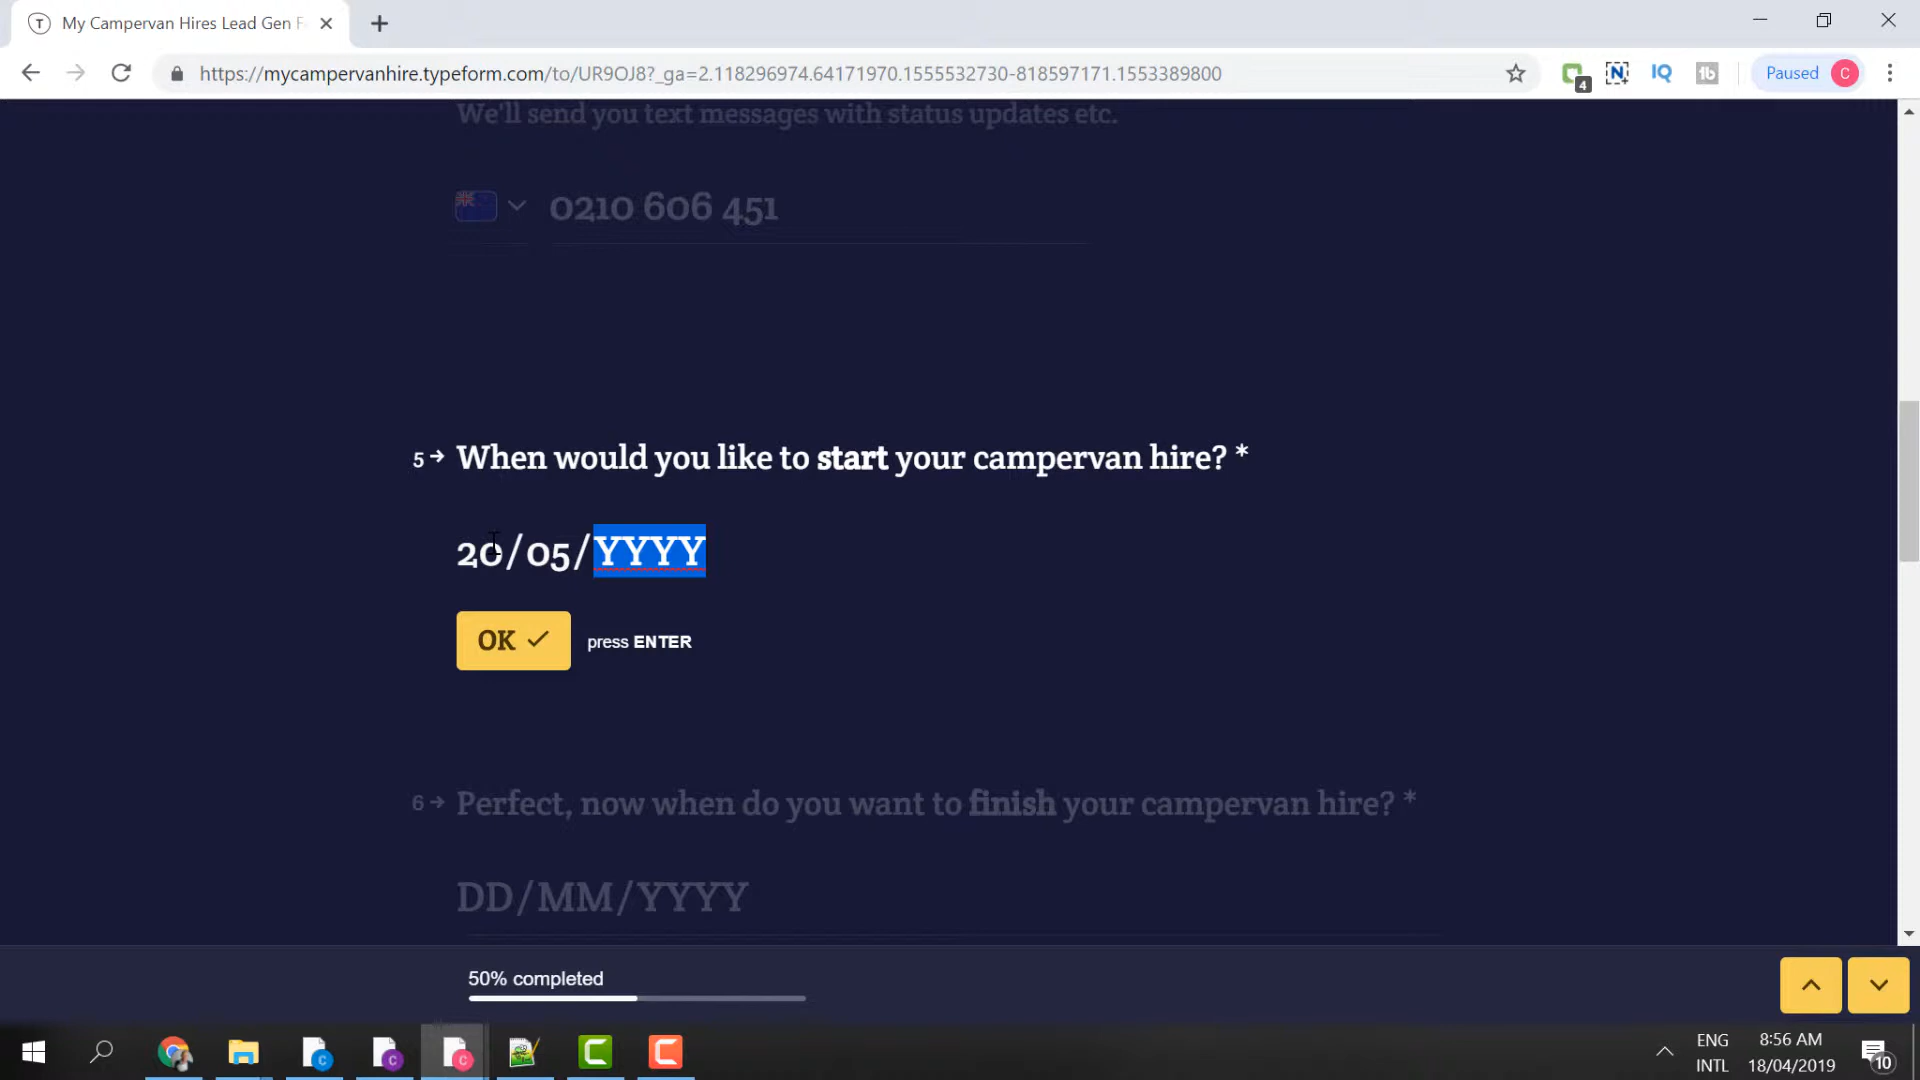 My Campervan Hires Lead Gen F
https://mycampervanhire.typeform.com/to/UR9OJ8?_ga=2.118296974.64171970.1555532730-818597171.1553389800
4
N
IQ
tb
Paused
C
We'll send you text messages with status updates etc.
0210 606 451
5 → When would you like to start your campervan hire? *
20/05/YYYY
OK ✓ press ENTER
6 → Perfect, now when do you want to finish your campervan hire? *
DD/MM/YYYY
50% completed
ENG
INTL
8:56 AM
18/04/2019
10